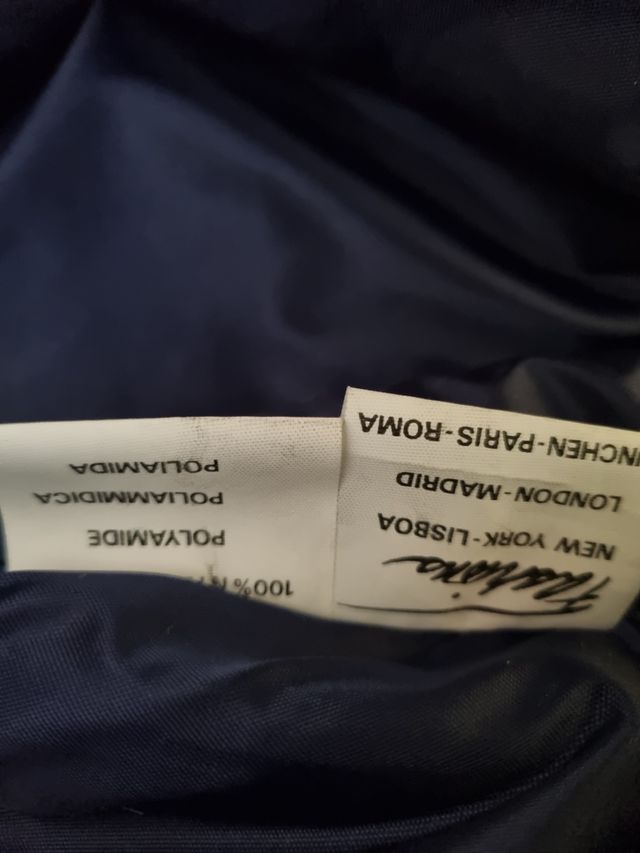 NEW YORK-LISBOA
LONDON-MADRID
NCHEN-PARIS-ROMA
100%
POLYAMIDE
POLIAMMIDICA
POLIAMIDA